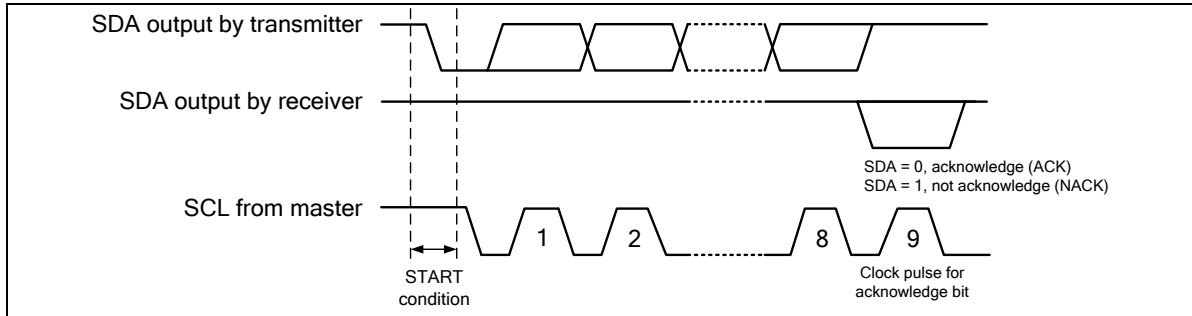 SDA output by transmitter
SDA output by receiver
SDA = 0, acknowledge (ACK)
SDA = 1, not acknowledge (NACK)
SCL from master
1
2
8
9
START
condition
Clock pulse for
acknowledge bit